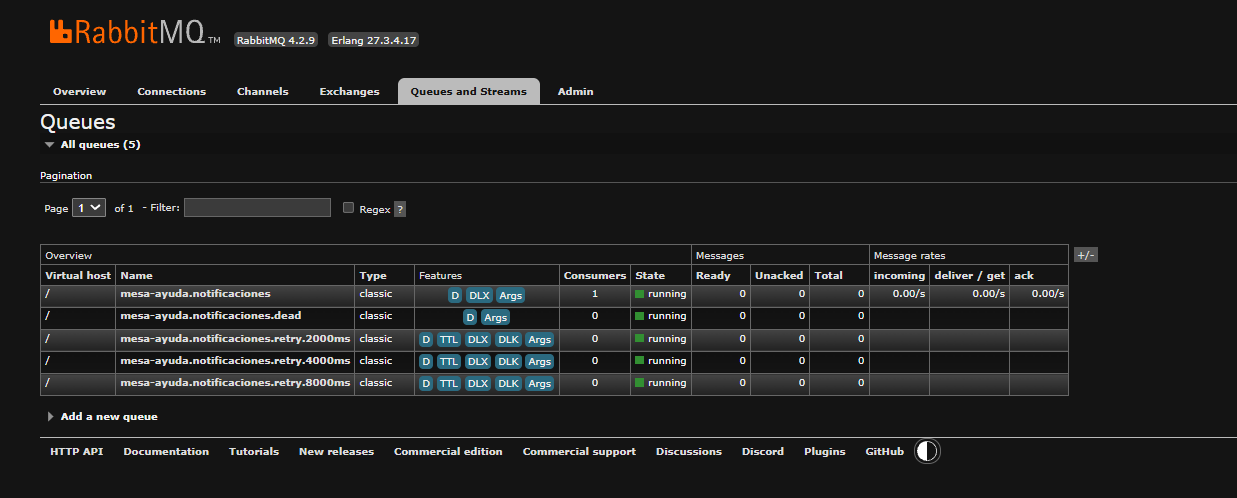 RabbitMQ TM RabbitMQ 4.2.9 Erlang 27.3.4.17
Overview Connections Channels Exchanges Queues and Streams Admin
Queues
All queues (5)
Pagination
Page 1 of 1 - Filter: Regex ?
Overview Messages Message rates +/-
Virtual host Name Type Features Consumers State Ready Unacked Total incoming deliver / get ack
/ mesa-ayuda.notificaciones classic D DLX Args 1 running 0 0 0 0.00/s 0.00/s 0.00/s
/ mesa-ayuda.notificaciones.dead classic D Args 0 running 0 0 0
/ mesa-ayuda.notificaciones.retry.2000ms classic D TTL DLX DLK Args 0 running 0 0 0
/ mesa-ayuda.notificaciones.retry.4000ms classic D TTL DLX DLK Args 0 running 0 0 0
/ mesa-ayuda.notificaciones.retry.8000ms classic D TTL DLX DLK Args 0 running 0 0 0
Add a new queue
HTTP API Documentation Tutorials New releases Commercial edition Commercial support Discussions Discord Plugins GitHub